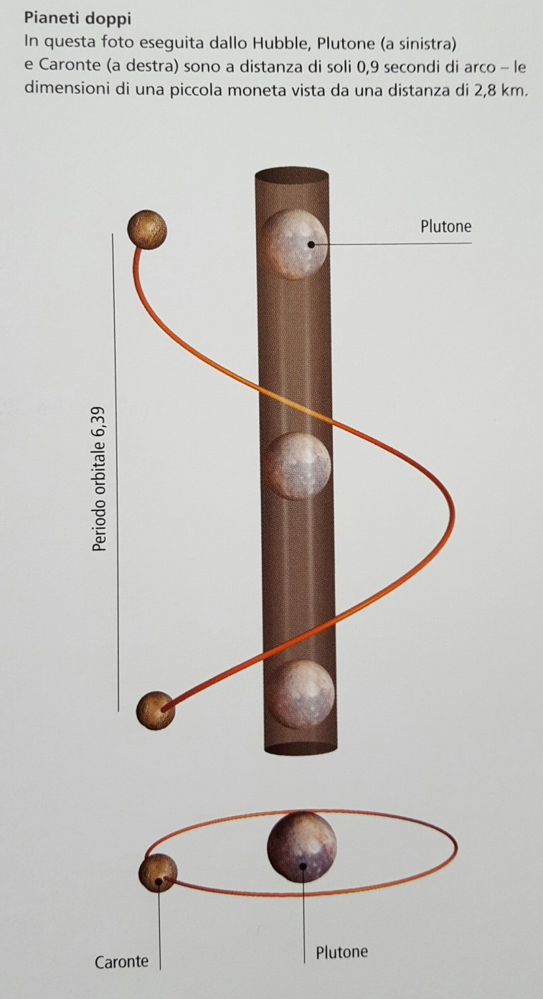 Pianeti doppi
In questa foto eseguita dallo Hubble, Plutone (a sinistra)
e Caronte (a destra) sono a distanza di soli 0,9 secondi di arco – le
dimensioni di una piccola moneta vista da una distanza di 2,8 km.
Plutone
Periodo orbitale 6,39
Caronte
Plutone